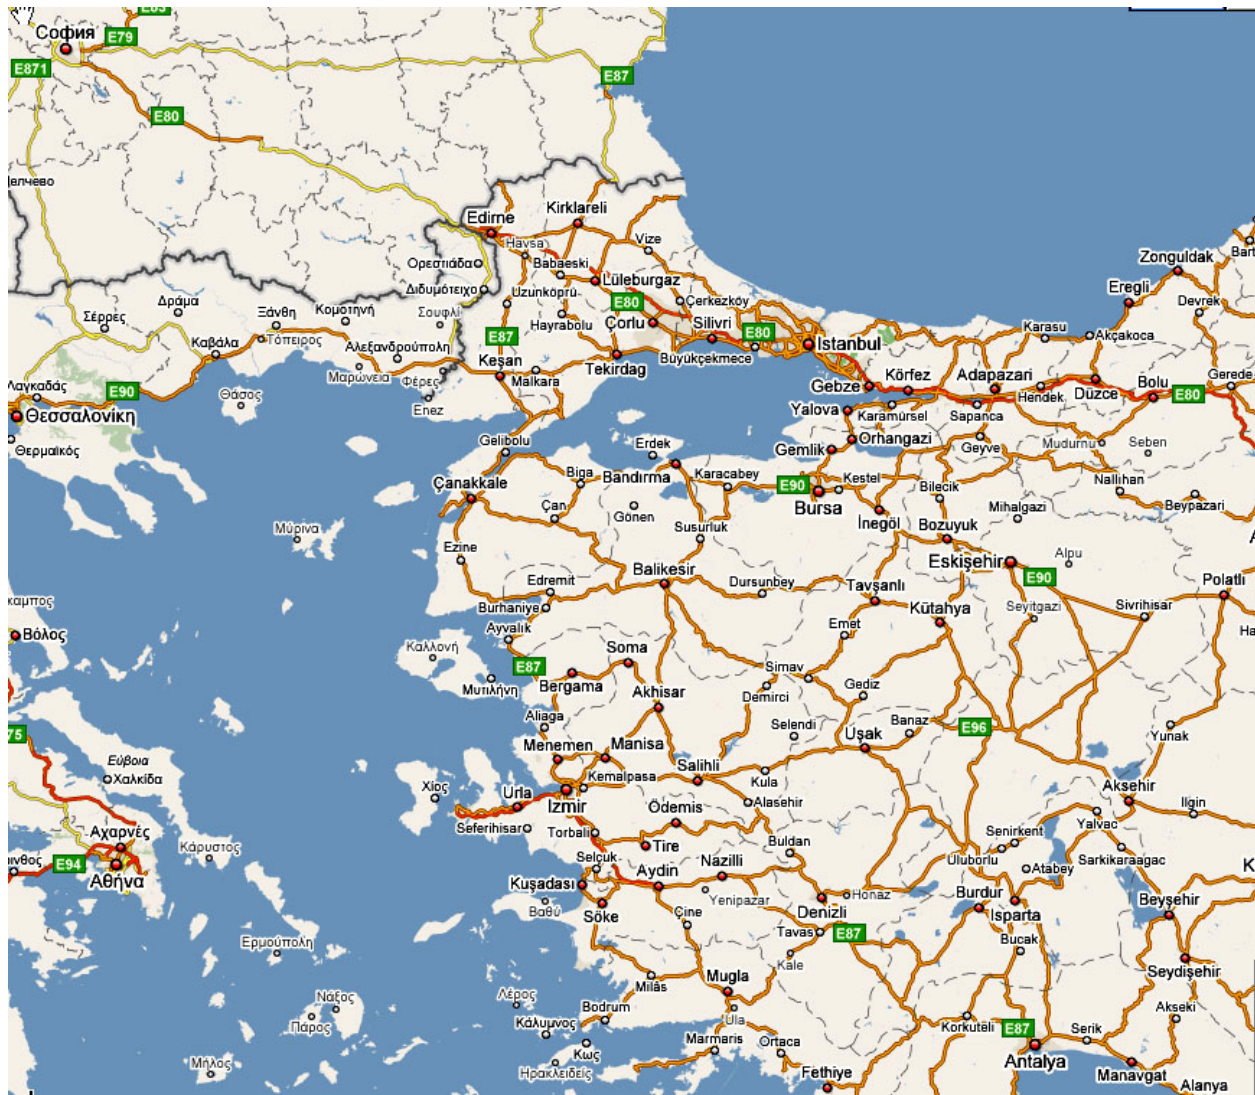 София
E79
E871
E87
E80
Делчево
Edirne
Kirklareli
Havsa
Vize
Zonguldak
Ορεστιάδα
Babaeski
Lüleburgaz
Διδυμότειχο
Uzunköprü
Çerkezköy
Eregli
Devrek
Δράμα
Ξάνθη
Κομοτηνή
Σουφλί
E80
Hayrabolu
Çorlu
Silivri
E80
Karasu
Akçakoca
Σέρρες
Τόπειρος
E87
Istanbul
Καβάλα
Αλεξανδρούπολη
Keşan
Büyükçekmece
Μαρώνεια
Φέρες
Malkara
Tekirdag
Gebze
Körfez
Adapazari
Bolu
Gerede
Λαγκαδάς
E90
Θάσος
Enez
Yalova
Karamürsel
Sapanca
Hendek
Düzce
E80
Θεσσαλονίκη
Θερμαϊκός
Gelibolu
Erdek
Gemlik
Orhangazi
Geyve
Mudurnu
Seben
Çanakkale
Biga
Bandırma
Karacabey
E90
Kestel
Bilecik
Nallıhan
Çan
Gönen
Bursa
Mihalgazi
Beypazari
Μύρινα
Susurluk
İnegöl
Bozuyuk
Ezine
Eskişehir
Alpu
Balikesir
Dursunbey
Tavşanlı
E90
Polatlı
Edremit
Burhaniye
Kütahya
Seyitgazi
Sivrihisar
Βόλος
Ayvalık
Emet
Καλλονή
E87
Soma
Simav
Μυτιλήνη
Bergama
Akhisar
Demirci
Gediz
Aliaga
Selendi
Banaz
E96
Yunak
75
Menemen
Manisa
Uşak
Εύβοια
Χαλκίδα
Χίος
Kemalpasa
Salihli
Kula
Akşehir
Urla
Izmir
Ödemis
Alasehir
Ilgin
Seferihisar
Torbalı
Yalvac
Αχαρνές
Κάρυστος
Tire
Buldan
Senirkent
E94
Selçuk
Uluborlu
Sarkikaraagac
Αθήνα
Kuşadası
Aydin
Nazilli
Atabey
Βαθύ
Söke
Yenipazar
Honaz
Burdur
Isparta
Beyşehir
Çine
Denizli
Ερμούπολη
Tavas
E87
Bucak
Kale
Seydişehir
Νάξος
Λέρος
Milâs
Mugla
Πάρος
Κάλυμνος
Bodrum
Ula
Korkuteli
E87
Serik
Akseki
Κως
Marmaris
Ortaca
Μήλος
Ηρακλειδείς
Antalya
Fethiye
Manavgat
Alanya